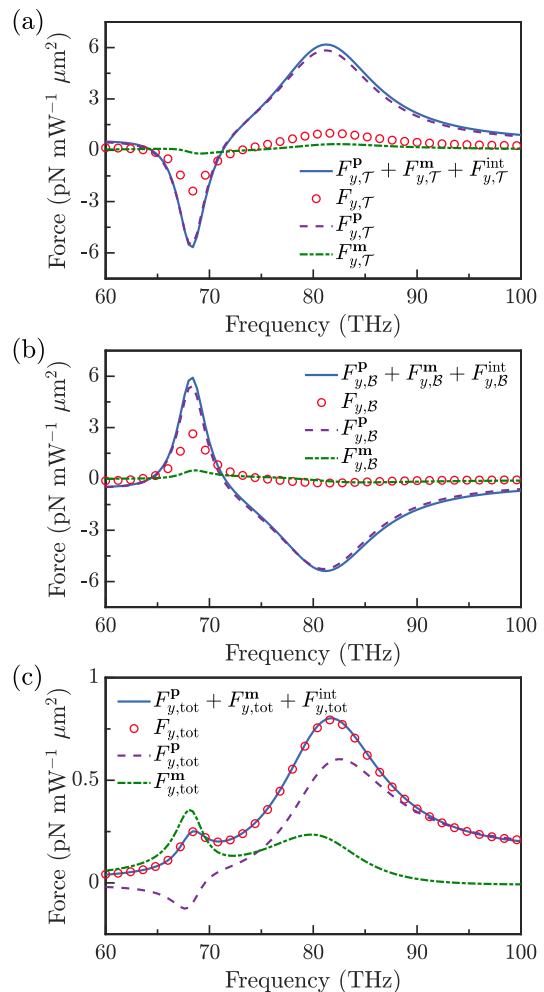 (a)
Force (pN mW⁻¹ μm²)
6
3
0
-3
-6
F^p_{y,𝒯} + F^m_{y,𝒯} + F^int_{y,𝒯}
F_{y,𝒯}
F^p_{y,𝒯}
F^m_{y,𝒯}
60 70 80 90 100
Frequency (THz)
(b)
Force (pN mW⁻¹ μm²)
6
3
0
-3
-6
F^p_{y,ℬ} + F^m_{y,ℬ} + F^int_{y,ℬ}
F_{y,ℬ}
F^p_{y,ℬ}
F^m_{y,ℬ}
60 70 80 90 100
Frequency (THz)
(c)
Force (pN mW⁻¹ μm²)
1
0.5
0
F^p_{y,tot} + F^m_{y,tot} + F^int_{y,tot}
F_{y,tot}
F^p_{y,tot}
F^m_{y,tot}
60 70 80 90 100
Frequency (THz)